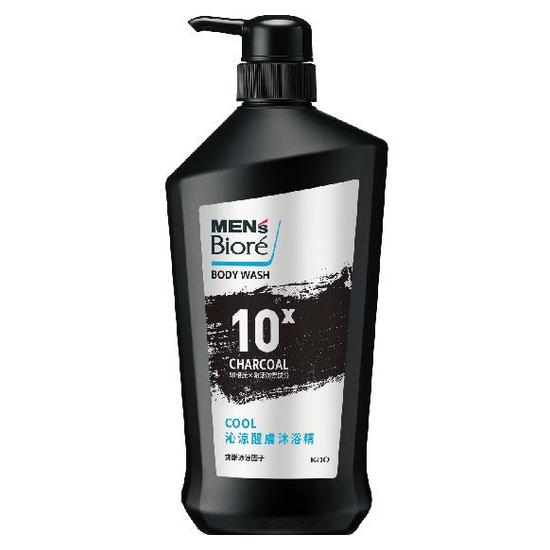 MEN's
Bioré
BODY WASH
10x
CHARCOAL
COOL
沁涼醒膚沐浴精
Kao